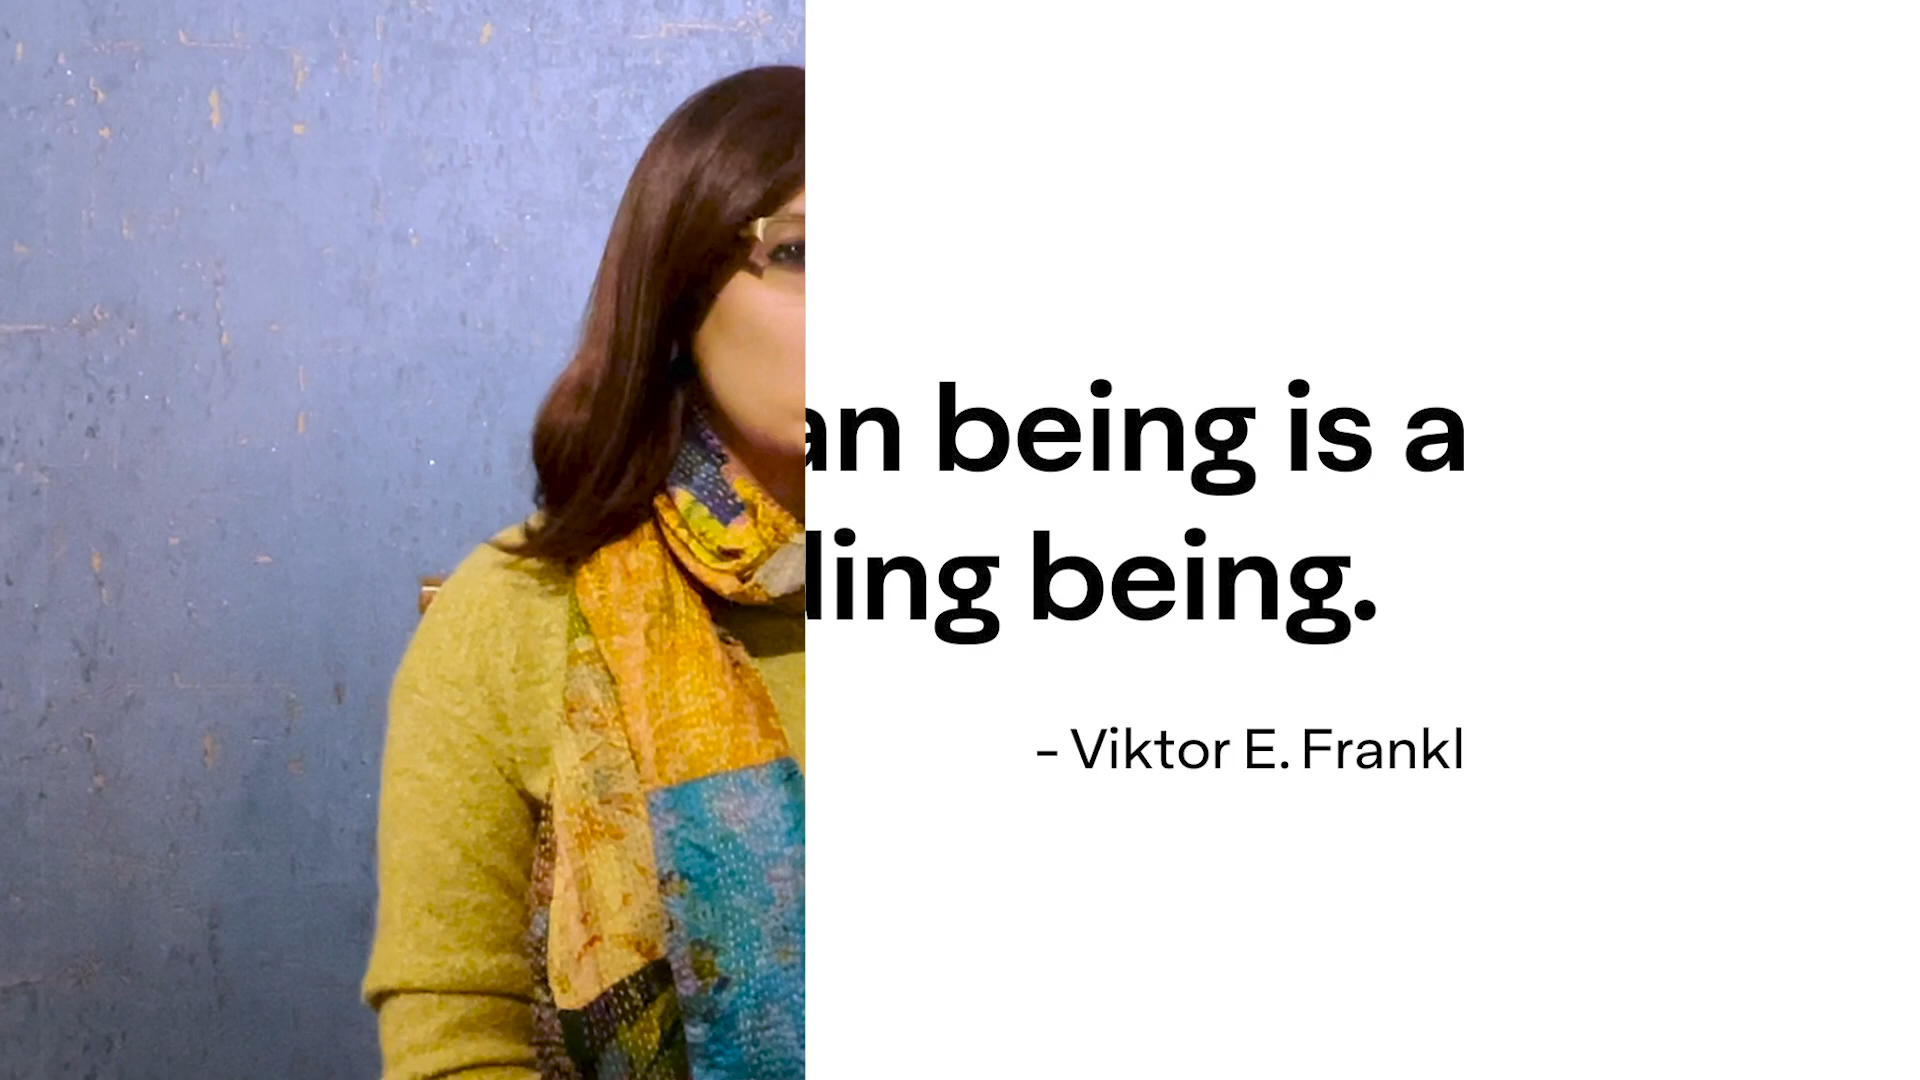 an being is a
ling being.
- Viktor E. Frankl